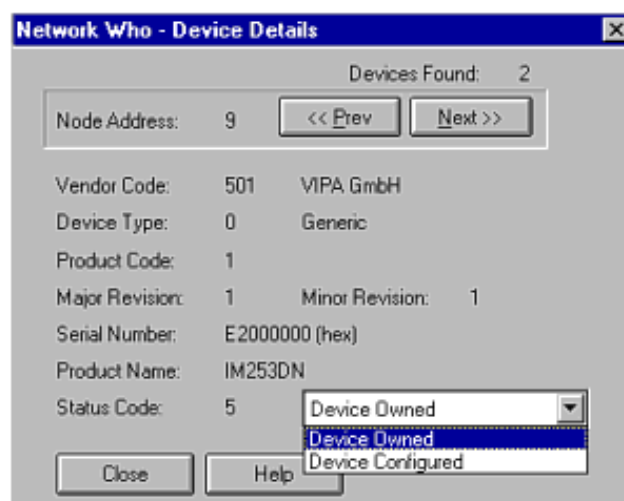 Network Who - Device Details
Devices Found: 2
Node Address: 9 << Prev Next >>
Vendor Code: 501 VIPA GmbH
Device Type: 0 Generic
Product Code: 1
Major Revision: 1 Minor Revision: 1
Serial Number: E2000000 (hex)
Product Name: IM253DN
Status Code: 5 Device Owned
Device Owned
Device Configured
Close Help